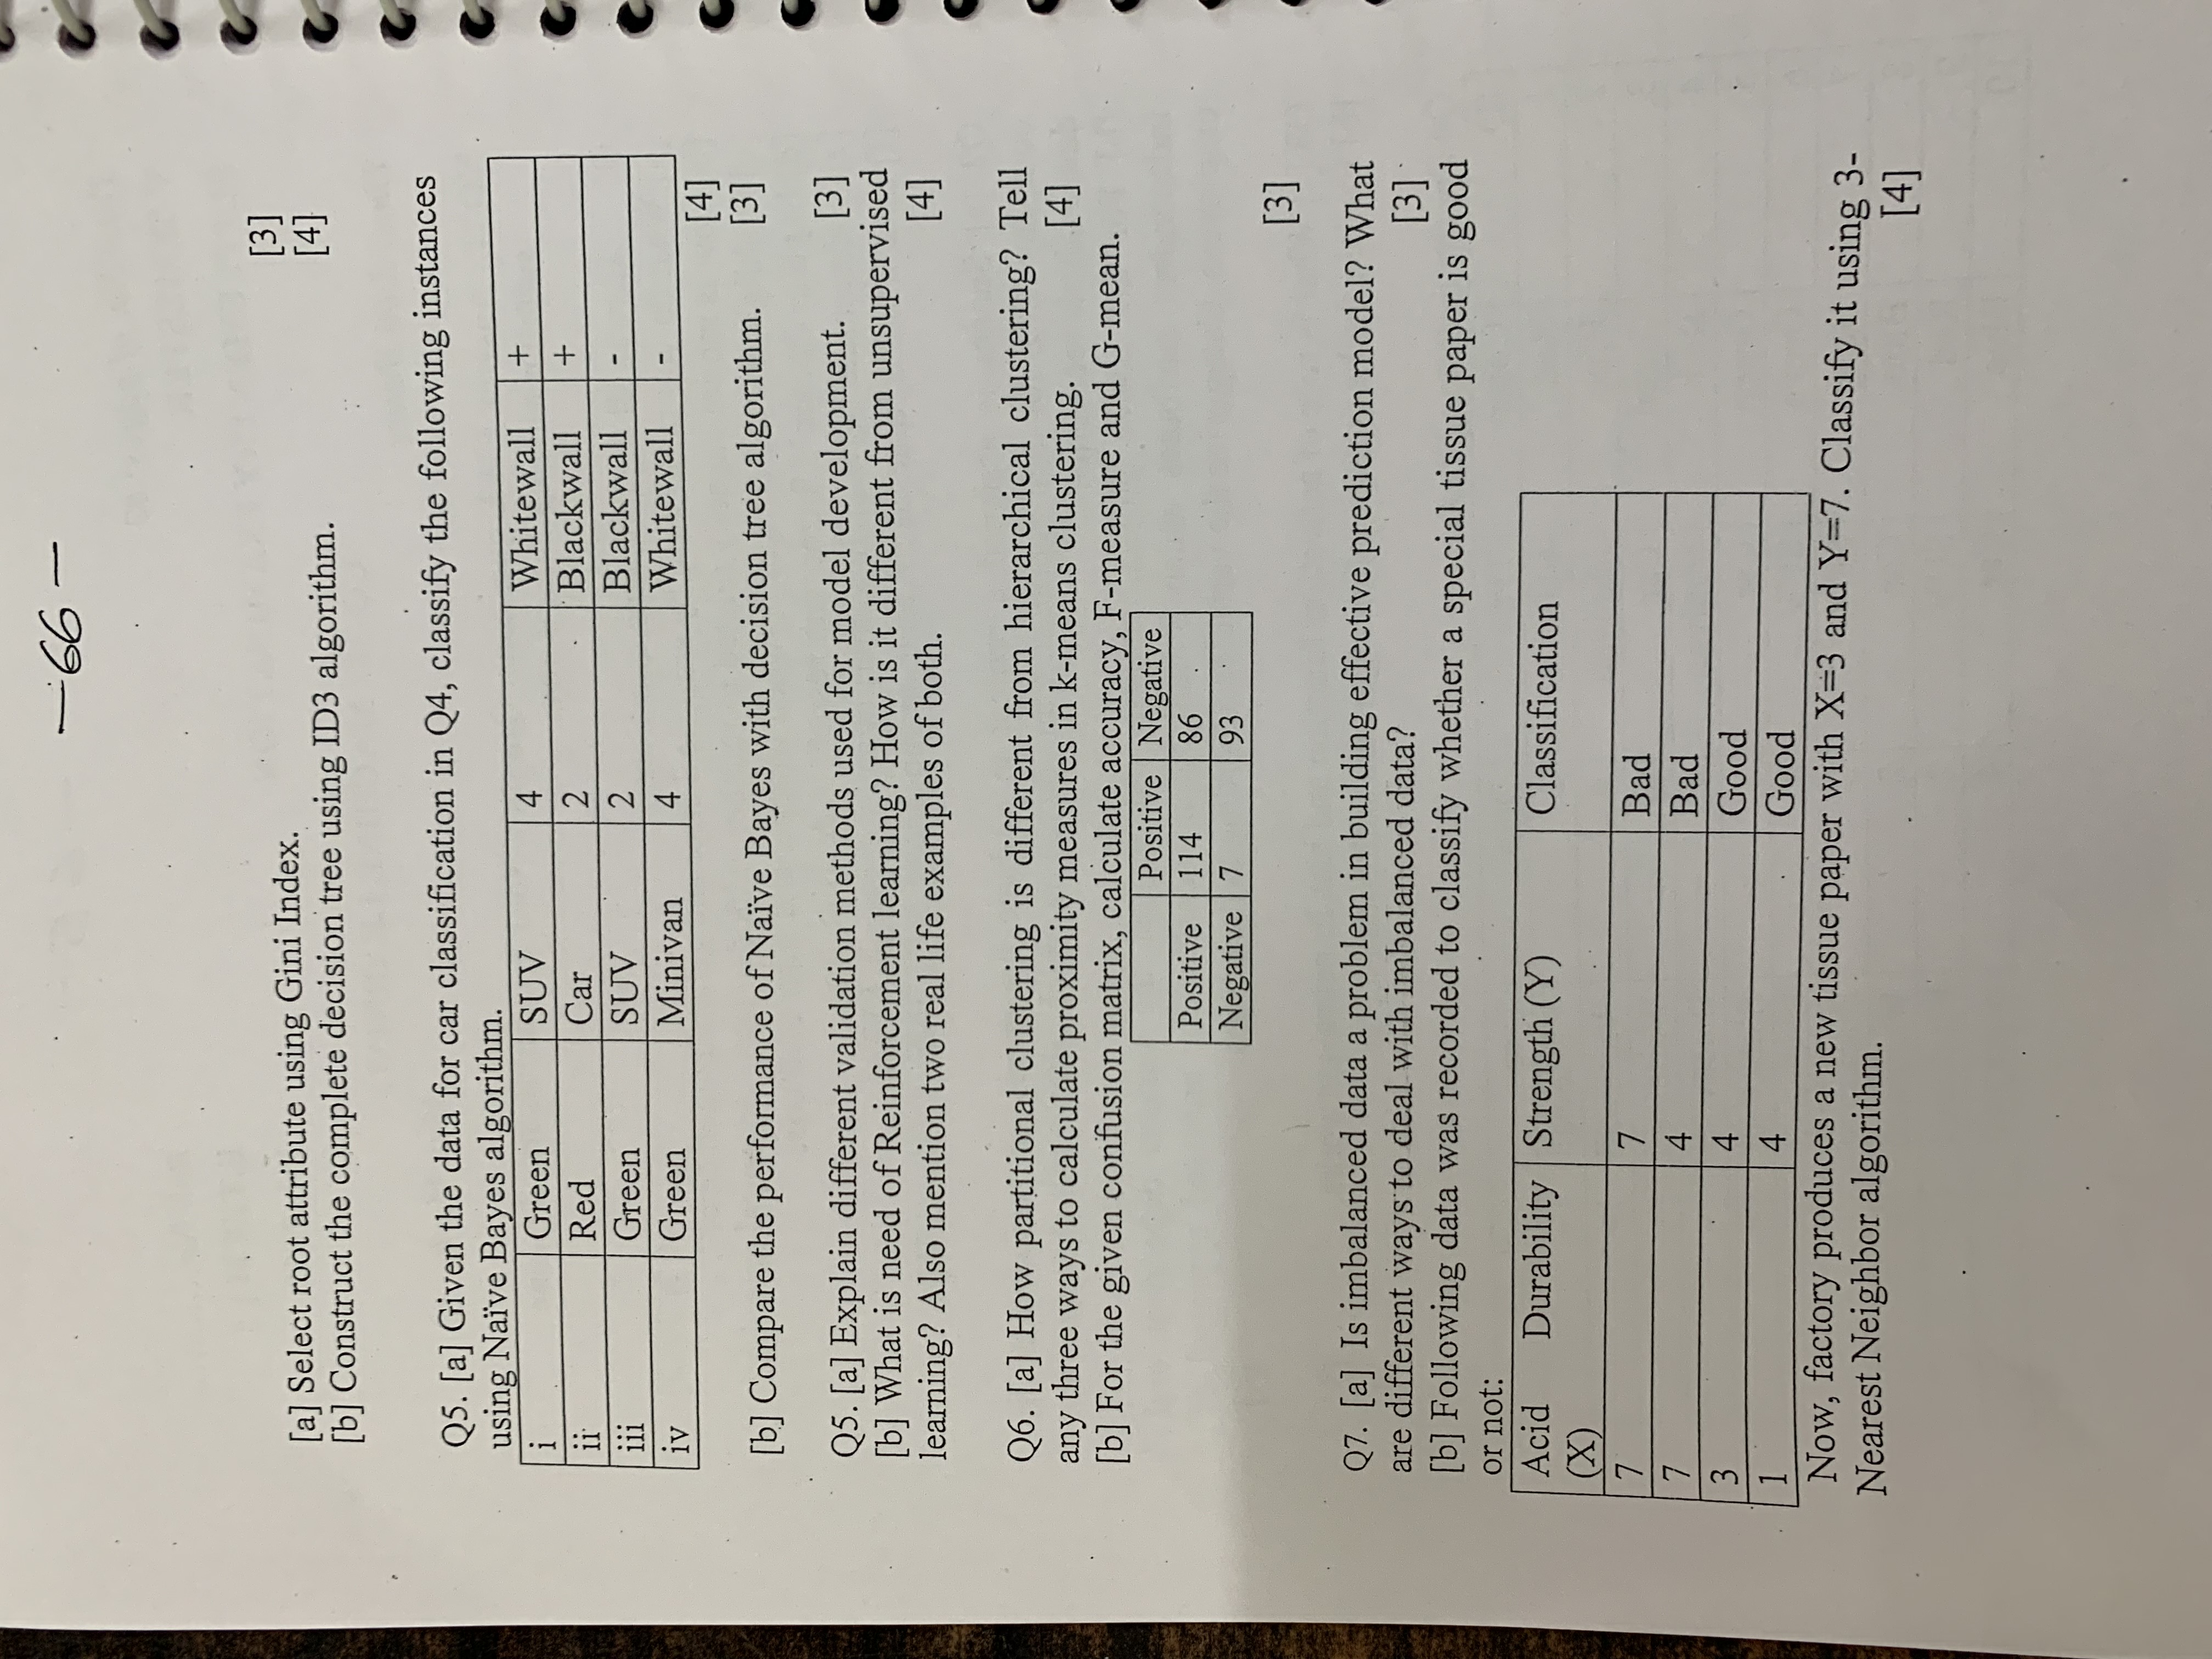 -66-
[a] Select root attribute using Gini Index. [3]
[b] Construct the complete decision tree using ID3 algorithm. [4]
Q5. [a] Given the data for car classification in Q4, classify the following instances
using Naïve Bayes algorithm.
i Green SUV 4 Whitewall +
ii Red Car 2 Blackwall +
iii Green SUV 2 Blackwall -
iv Green Minivan 4 Whitewall -
[4]
[b] Compare the performance of Naïve Bayes with decision tree algorithm. [3]
Q5. [a] Explain different validation methods used for model development. [3]
[b] What is need of Reinforcement learning? How is it different from unsupervised
learning? Also mention two real life examples of both. [4]
Q6. [a] How partitional clustering is different from hierarchical clustering? Tell
any three ways to calculate proximity measures in k-means clustering. [4]
[b] For the given confusion matrix, calculate accuracy, F-measure and G-mean.
Positive Negative
Positive 114 86
Negative 7 93
[3]
Q7. [a] Is imbalanced data a problem in building effective prediction model? What
are different ways to deal with imbalanced data? [3]
[b] Following data was recorded to classify whether a special tissue paper is good
or not:
Acid Durability Strength (Y) Classification
(X)
7 7 Bad
7 4 Bad
3 4 Good
1 4 Good
Now, factory produces a new tissue paper with X=3 and Y=7. Classify it using 3-
Nearest Neighbor algorithm.
[4]